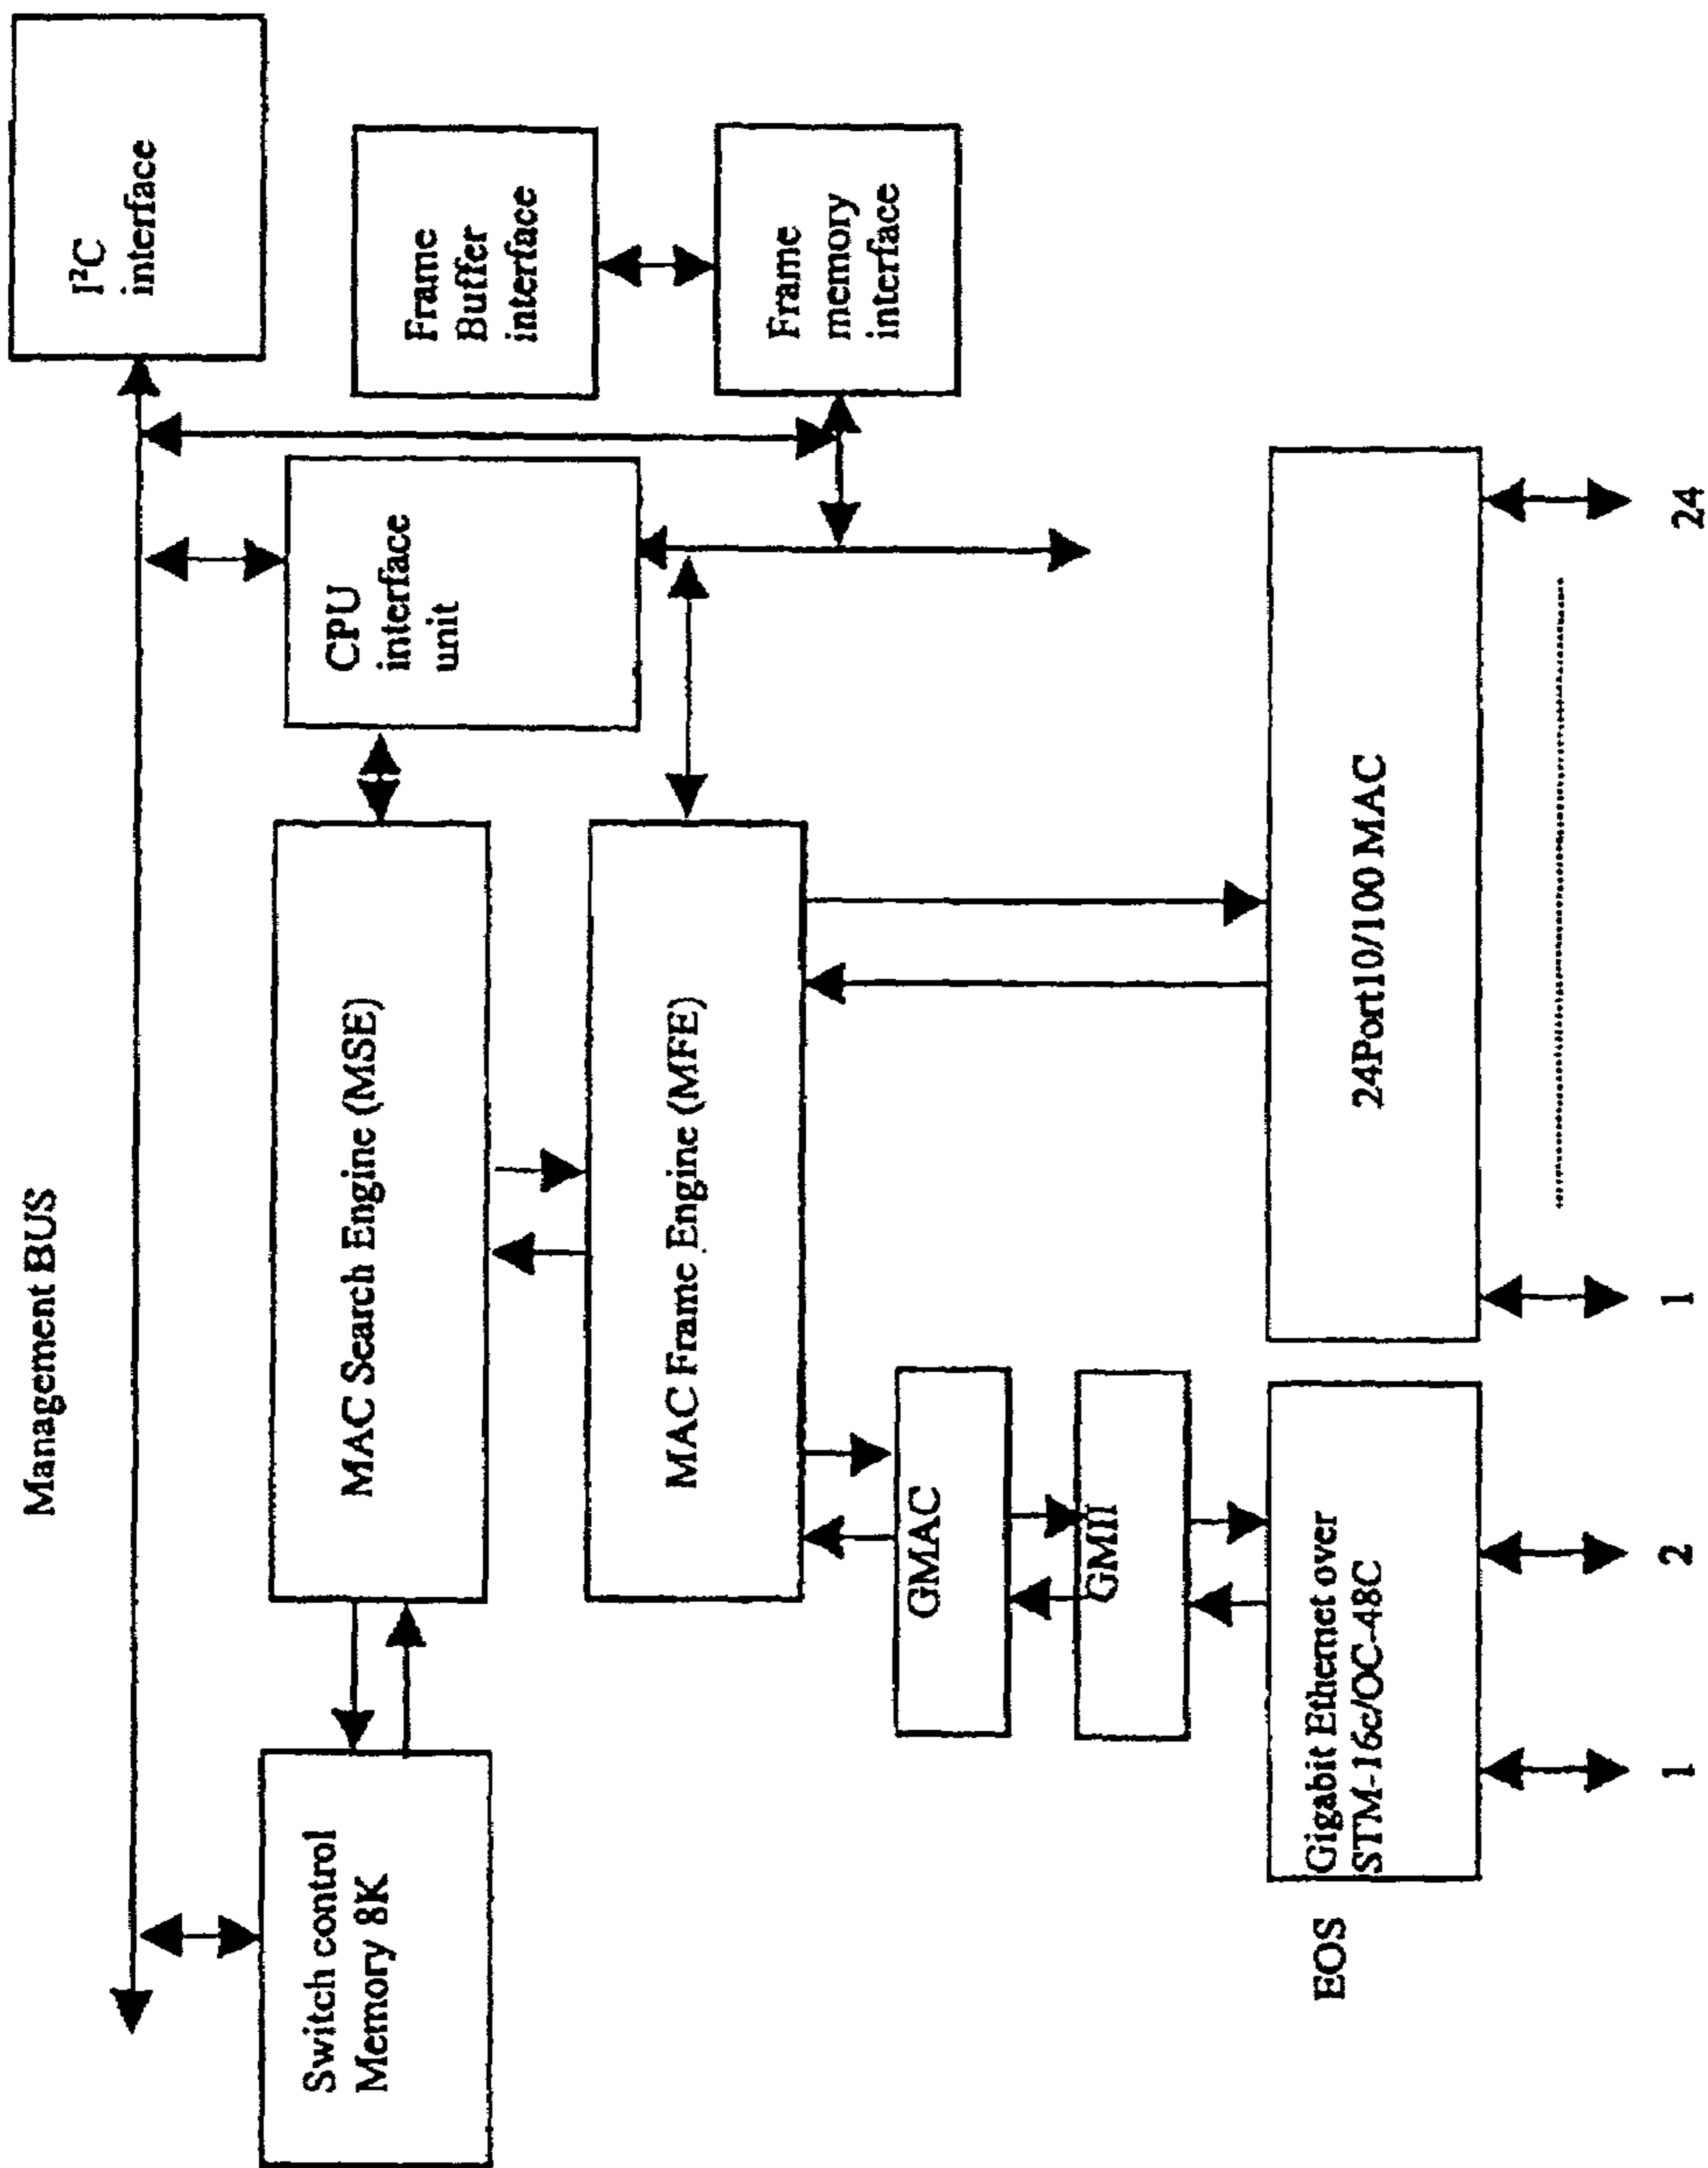 Management BUS
I²C
interface
Switch control
Memory 8K
MAC Search Engine (MSE)
CPU
interface
unit
Frame
Buffer
interface
MAC Frame Engine (MFE)
Frame
memory
interface
GMAC
GMII
EOS
Gigabit Ethernet over
STM-16c/OC-48C
24Port10/100 MAC
1
2
1
24